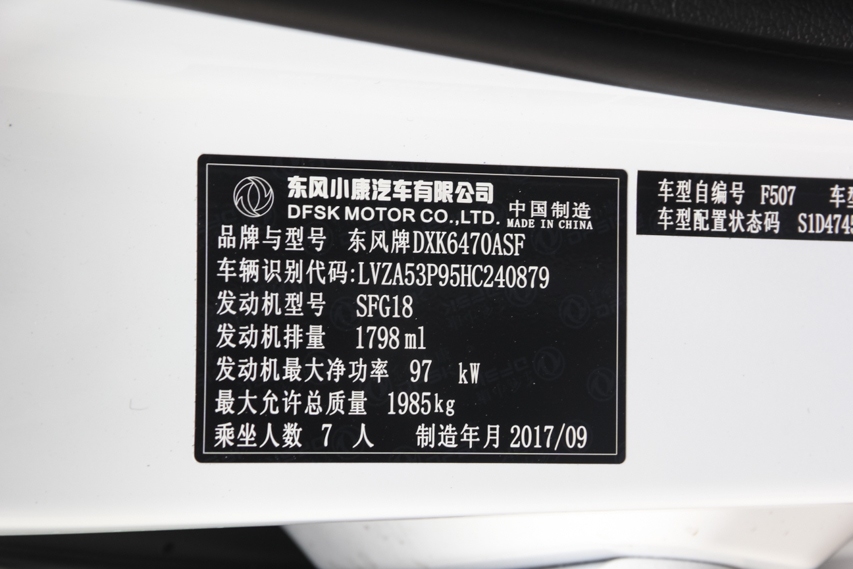 东风小康汽车有限公司
DFSK MOTOR CO.,LTD. 中国制造
MADE IN CHINA
品牌与型号 东风牌DXK6470ASF
车辆识别代码:LVZA53P95HC240879
发动机型号 SFG18
发动机排量 1798ml
发动机最大净功率 97 kW
最大允许总质量 1985kg
乘坐人数 7 人 制造年月 2017/09
车型自编号 F507 车型
车型配置状态码 S1D4745